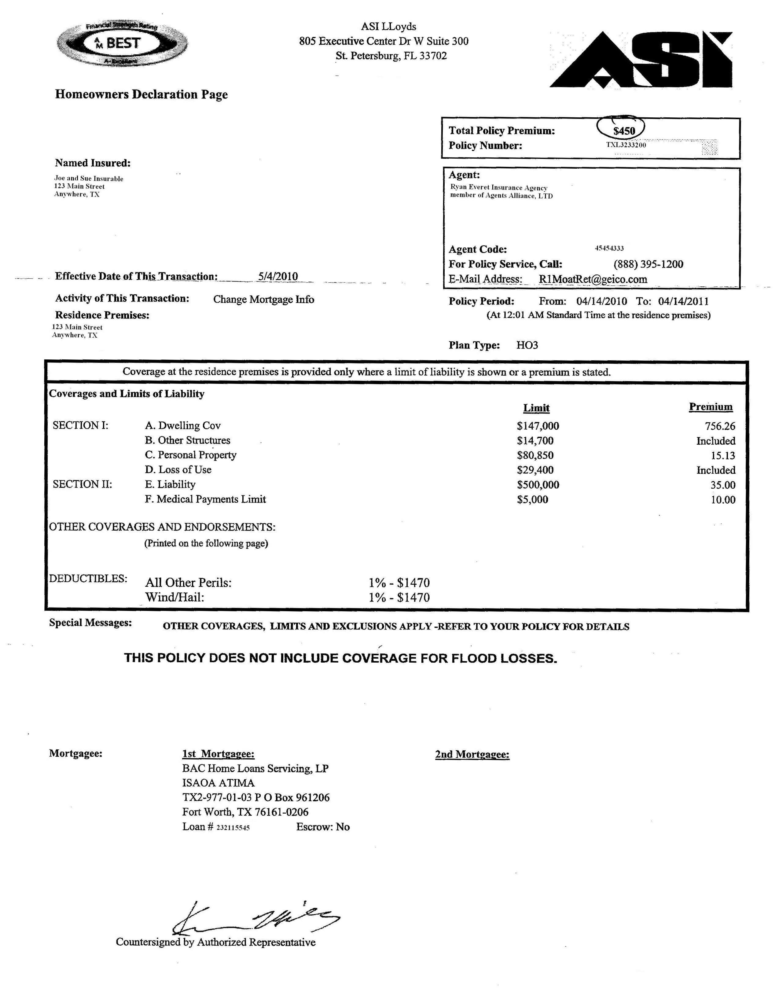 Financial Strength Rating
AM BEST
A- Excellent
ASI LLoyds
805 Executive Center Dr W Suite 300
St. Petersburg, FL 33702
ASI
Homeowners Declaration Page
Total Policy Premium: $450
Policy Number: TXL3233200
Named Insured:
Joe and Sue Insurable
123 Main Street
Anywhere, TX
Agent:
Ryan Everet Insurance Agency
member of Agents Alliance, LTD
Agent Code: 45454333
For Policy Service, Call: (888) 395-1200
E-Mail Address: R1MoatRet@geico.com
Effective Date of This Transaction: 5/4/2010
Activity of This Transaction: Change Mortgage Info
Policy Period: From: 04/14/2010 To: 04/14/2011
(At 12:01 AM Standard Time at the residence premises)
Residence Premises:
123 Main Street
Anywhere, TX
Plan Type: HO3
Coverage at the residence premises is provided only where a limit of liability is shown or a premium is stated.
Coverages and Limits of Liability
Limit Premium
SECTION I: A. Dwelling Cov $147,000 756.26
B. Other Structures $14,700 Included
C. Personal Property $80,850 15.13
D. Loss of Use $29,400 Included
SECTION II: E. Liability $500,000 35.00
F. Medical Payments Limit $5,000 10.00
OTHER COVERAGES AND ENDORSEMENTS:
(Printed on the following page)
DEDUCTIBLES: All Other Perils: 1% - $1470
Wind/Hail: 1% - $1470
Special Messages: OTHER COVERAGES, LIMITS AND EXCLUSIONS APPLY -REFER TO YOUR POLICY FOR DETAILS
THIS POLICY DOES NOT INCLUDE COVERAGE FOR FLOOD LOSSES.
Mortgagee: 1st Mortgagee: 2nd Mortgagee:
BAC Home Loans Servicing, LP
ISAOA ATIMA
TX2-977-01-03 P O Box 961206
Fort Worth, TX 76161-0206
Loan # 232115545 Escrow: No
Countersigned by Authorized Representative